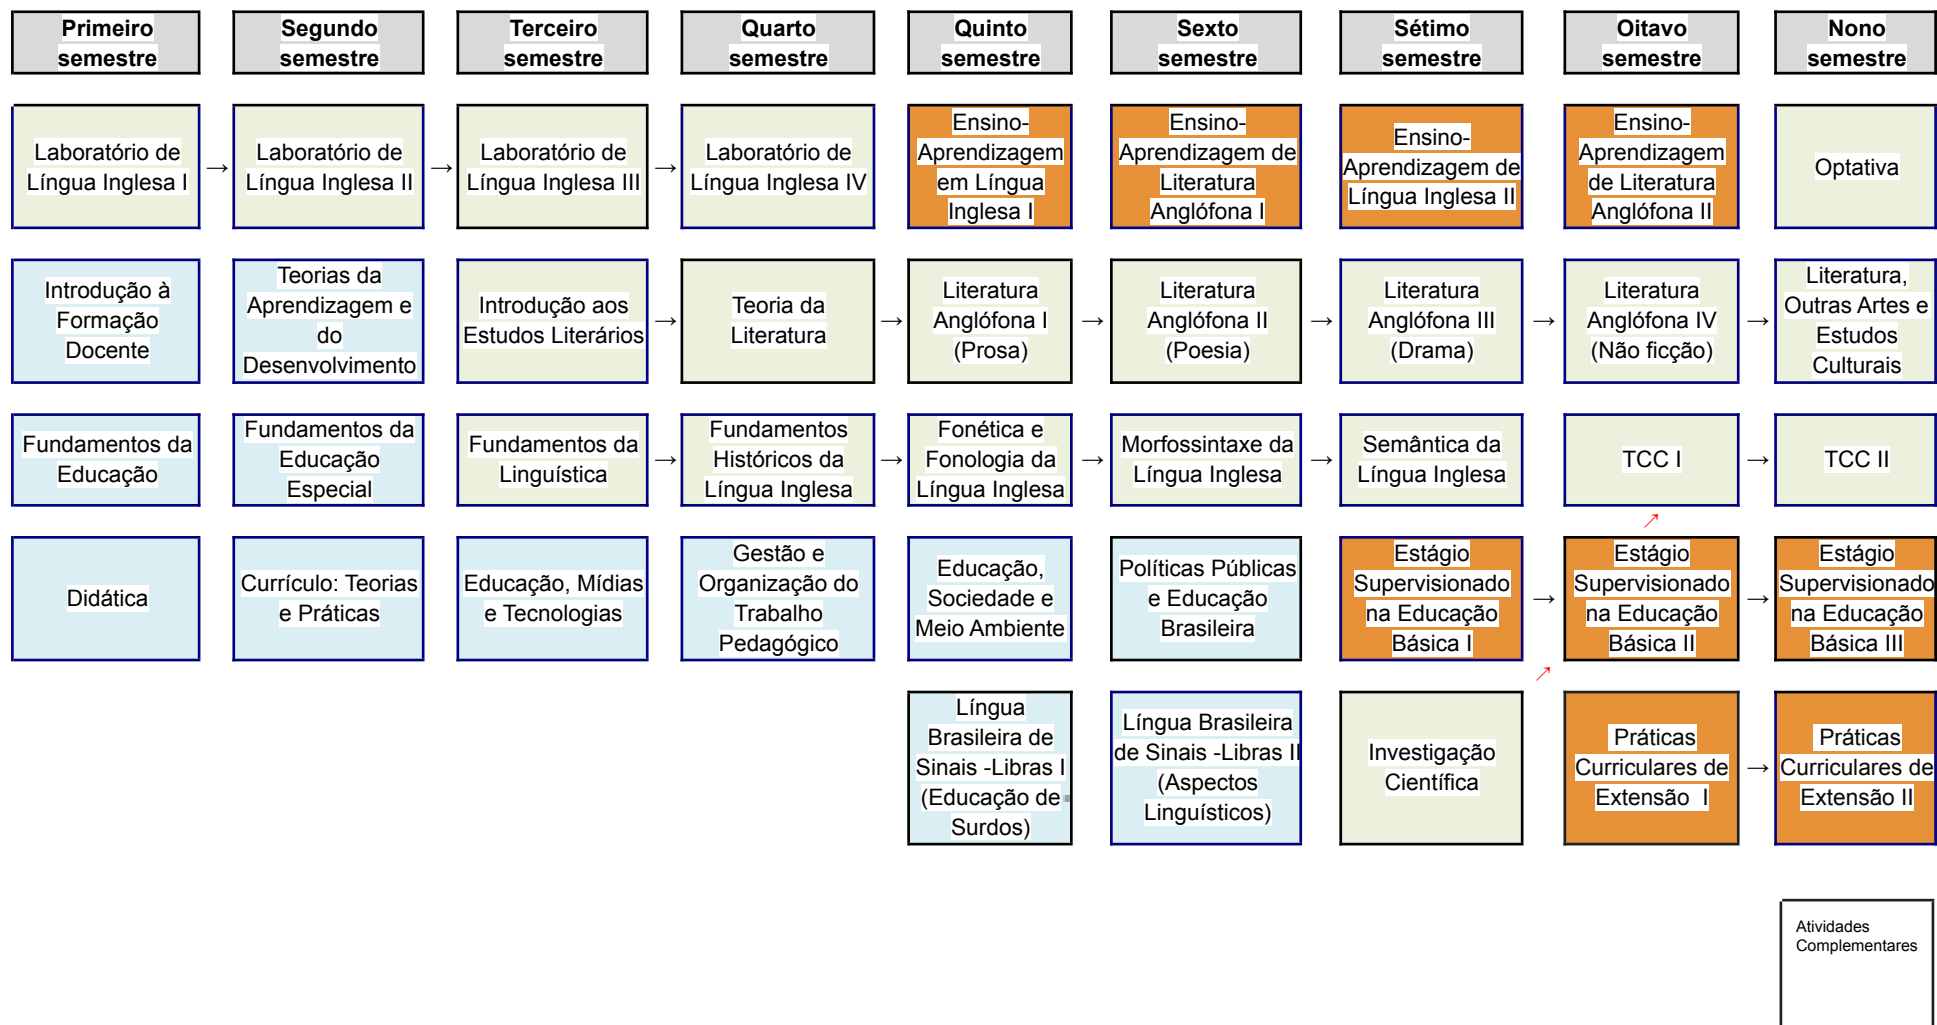 Primeiro
semestre
Segundo
semestre
Terceiro
semestre
Quarto
semestre
Quinto
semestre
Sexto
semestre
Sétimo
semestre
Oitavo
semestre
Nono
semestre
Laboratório de
Língua Inglesa I
→
Laboratório de
Língua Inglesa II
→
Laboratório de
Língua Inglesa III
→
Laboratório de
Língua Inglesa IV
Ensino-
Aprendizagem
em Língua
Inglesa I
Ensino-
Aprendizagem de
Literatura
Anglófona I
Ensino-
Aprendizagem de
Língua Inglesa II
Ensino-
Aprendizagem
de Literatura
Anglófona II
Optativa
Introdução à
Formação
Docente
Teorias da
Aprendizagem e
do
Desenvolvimento
Introdução aos
Estudos Literários
→
Teoria da
Literatura
→
Literatura
Anglófona I
(Prosa)
→
Literatura
Anglófona II
(Poesia)
→
Literatura
Anglófona III
(Drama)
→
Literatura
Anglófona IV
(Não ficção)
→
Literatura,
Outras Artes e
Estudos
Culturais
Fundamentos da
Educação
Fundamentos da
Educação
Especial
Fundamentos da
Linguística
→
Fundamentos
Históricos da
Língua Inglesa
→
Fonética e
Fonologia da
Língua Inglesa
→
Morfossintaxe da
Língua Inglesa
→
Semântica da
Língua Inglesa
TCC I
→
TCC II
Didática
Currículo: Teorias
e Práticas
Educação, Mídias
e Tecnologias
Gestão e
Organização do
Trabalho
Pedagógico
Educação,
Sociedade e
Meio Ambiente
Políticas Públicas
e Educação
Brasileira
Estágio
Supervisionado
na Educação
Básica I
→
Estágio
Supervisionado
na Educação
Básica II
→
Estágio
Supervisionado
na Educação
Básica III
Língua
Brasileira de
Sinais -Libras I
(Educação de
Surdos)
Língua Brasileira
de Sinais -Libras II
(Aspectos
Linguísticos)
Investigação
Científica
Práticas
Curriculares de
Extensão  I
→
Práticas
Curriculares de
Extensão II
Atividades
Complementares